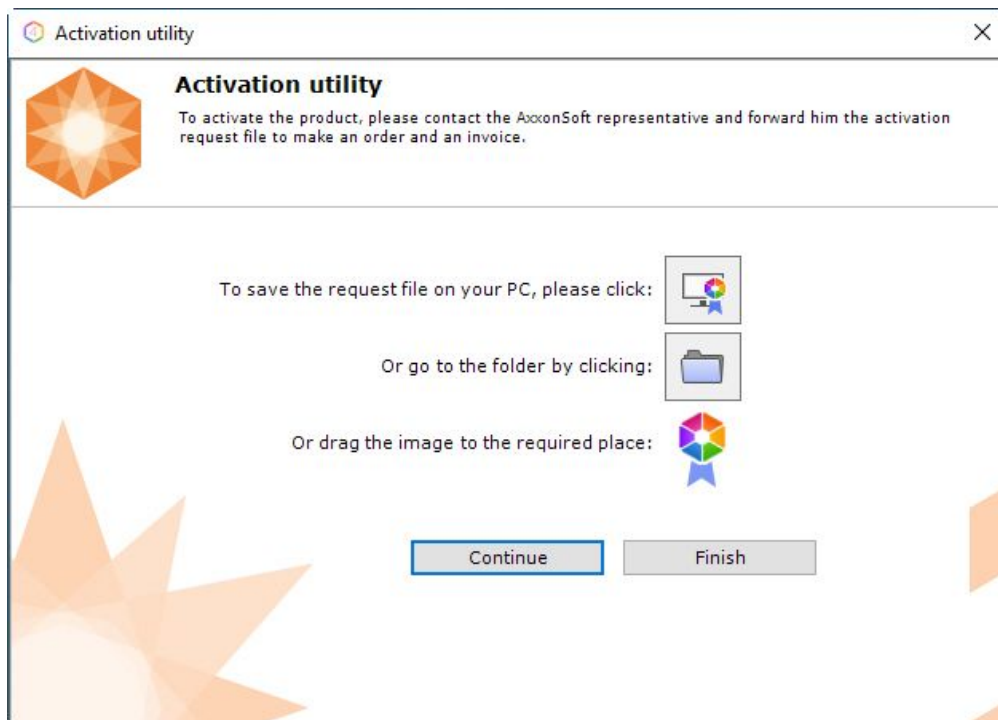 Activation utility
Activation utility
To activate the product, please contact the AxxonSoft representative and forward him the activation
request file to make an order and an invoice.
To save the request file on your PC, please click:
Or go to the folder by clicking:
Or drag the image to the required place:
Continue
Finish